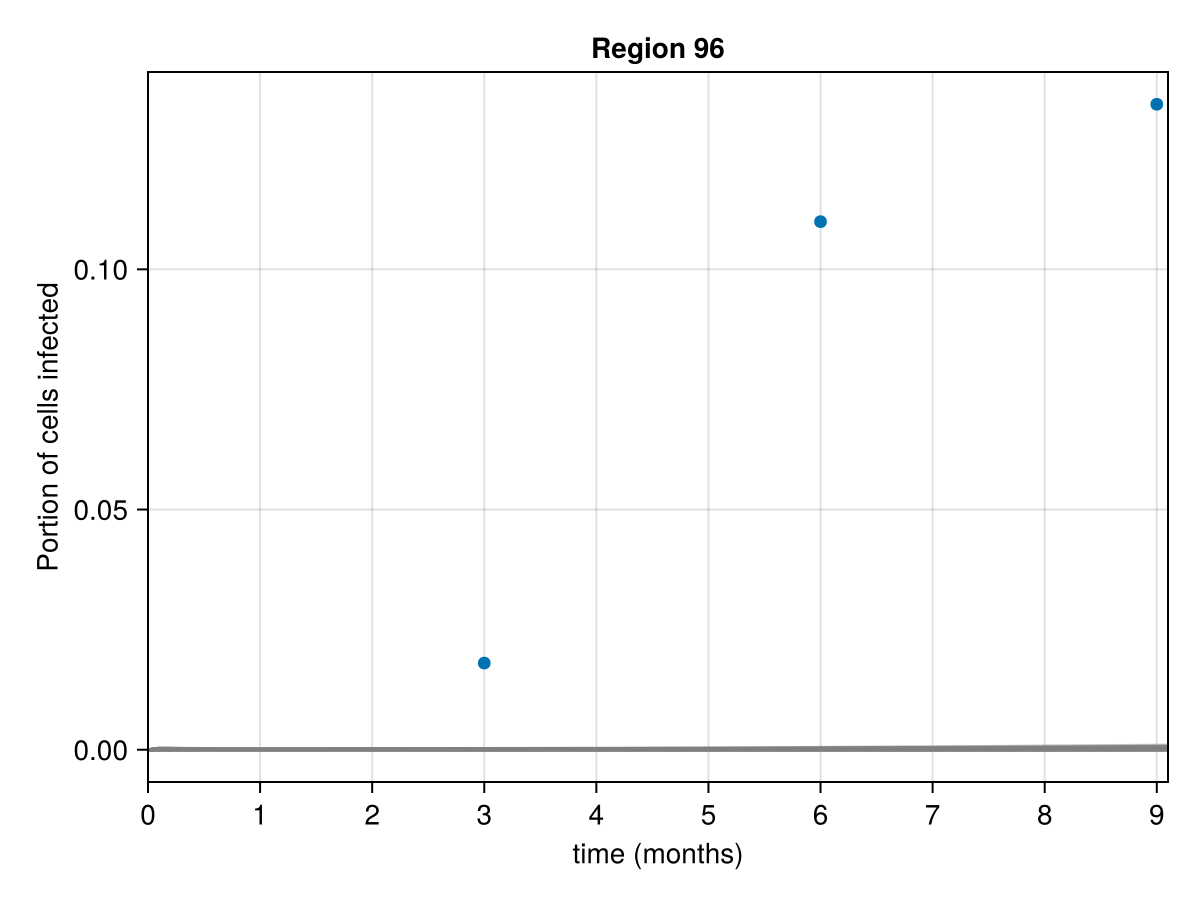 Region 96
Portion of cells infected
0.10
0.05
0.00
0 1 2 3 4 5 6 7 8 9
time (months)